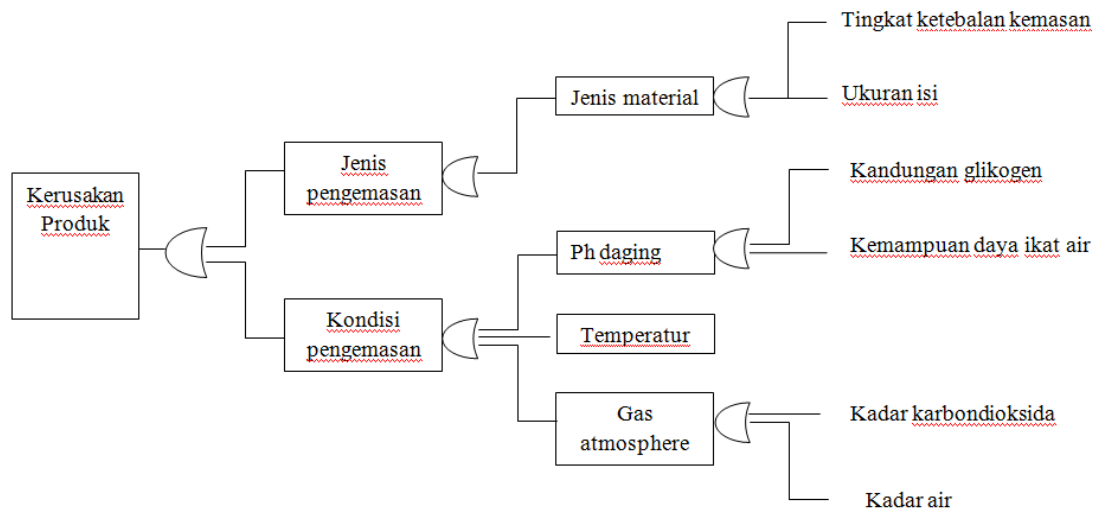 Tingkat ketebalan kemasan
Jenis material
Ukuran isi
Jenis
pengemasan
Kandungan glikogen
Kerusakan
Produk
Ph daging
Kemampuan daya ikat air
Kondisi
pengemasan
Temperatur
Gas
atmosphere
Kadar karbondioksida
Kadar air